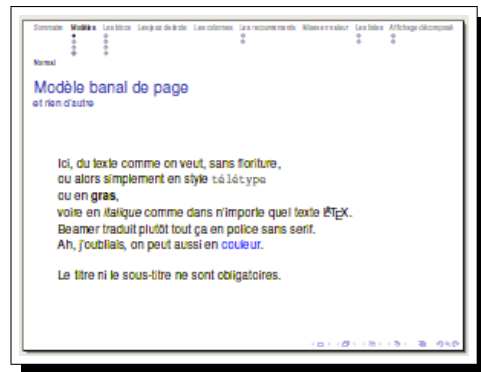 Sommaire Modèles Les blocs Les jeux de texte Les colonnes Les recouvrements Mises en valeur Les listes Affichage décomposé
Normal
Modèle banal de page
et rien d'autre
Ici, du texte comme on veut, sans fioriture,
ou alors simplement en style télétype
ou en gras,
voire en italique comme dans n'importe quel texte LATEX.
Beamer traduit plutôt tout ça en police sans serif.
Ah, j'oubliais, on peut aussi en couleur.
Le titre ni le sous-titre ne sont obligatoires.